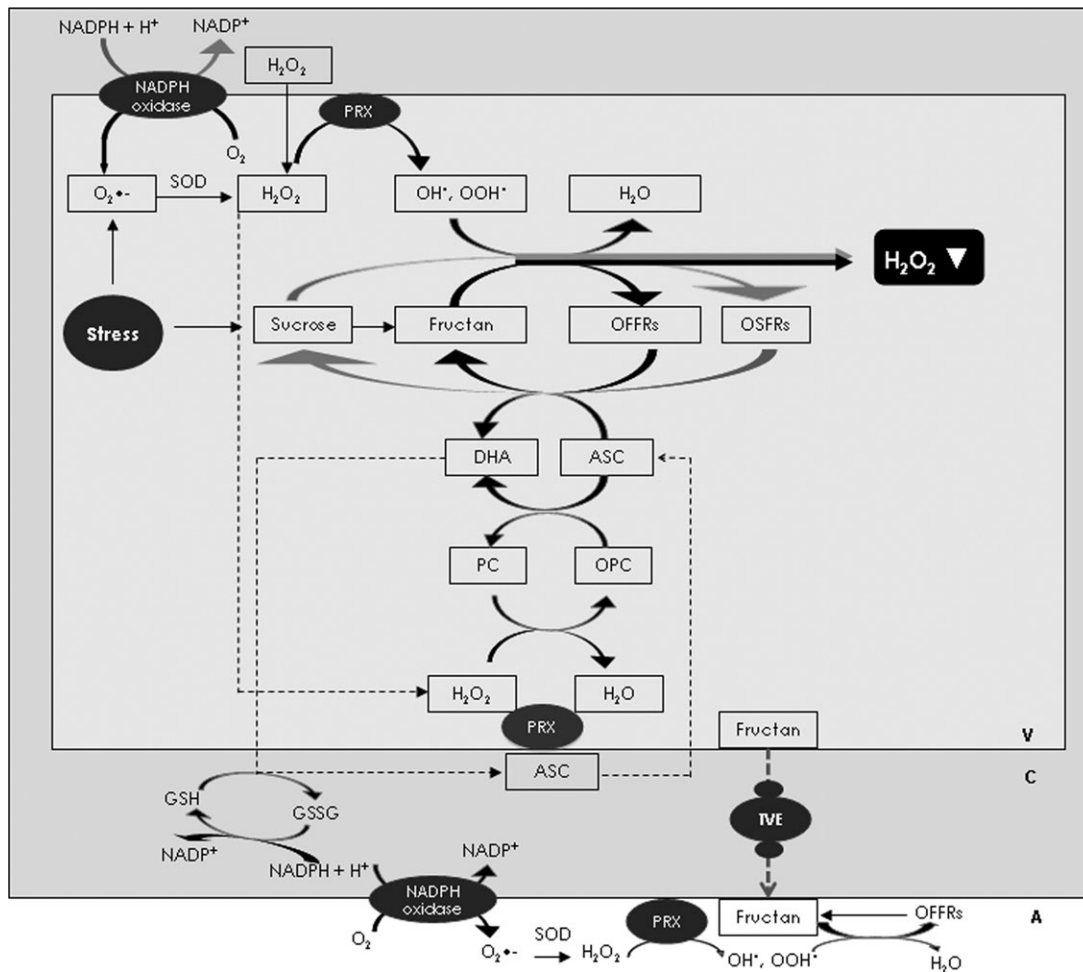 NADPH + H⁺
NADP⁺
H₂O₂
NADPH
oxidase
PRX
O₂
O₂•-
SOD
H₂O₂
OH•, OOH•
H₂O
H₂O₂ ▼
Stress
Sucrose
Fructan
OFFRs
OSFRs
DHA
ASC
PC
OPC
H₂O₂
H₂O
PRX
Fructan
V
ASC
C
GSH
GSSG
TVE
NADP⁺
NADPH + H⁺
NADP⁺
NADPH
oxidase
PRX
Fructan
OFFRs
A
O₂
O₂•-
SOD
H₂O₂
OH•, OOH•
H₂O